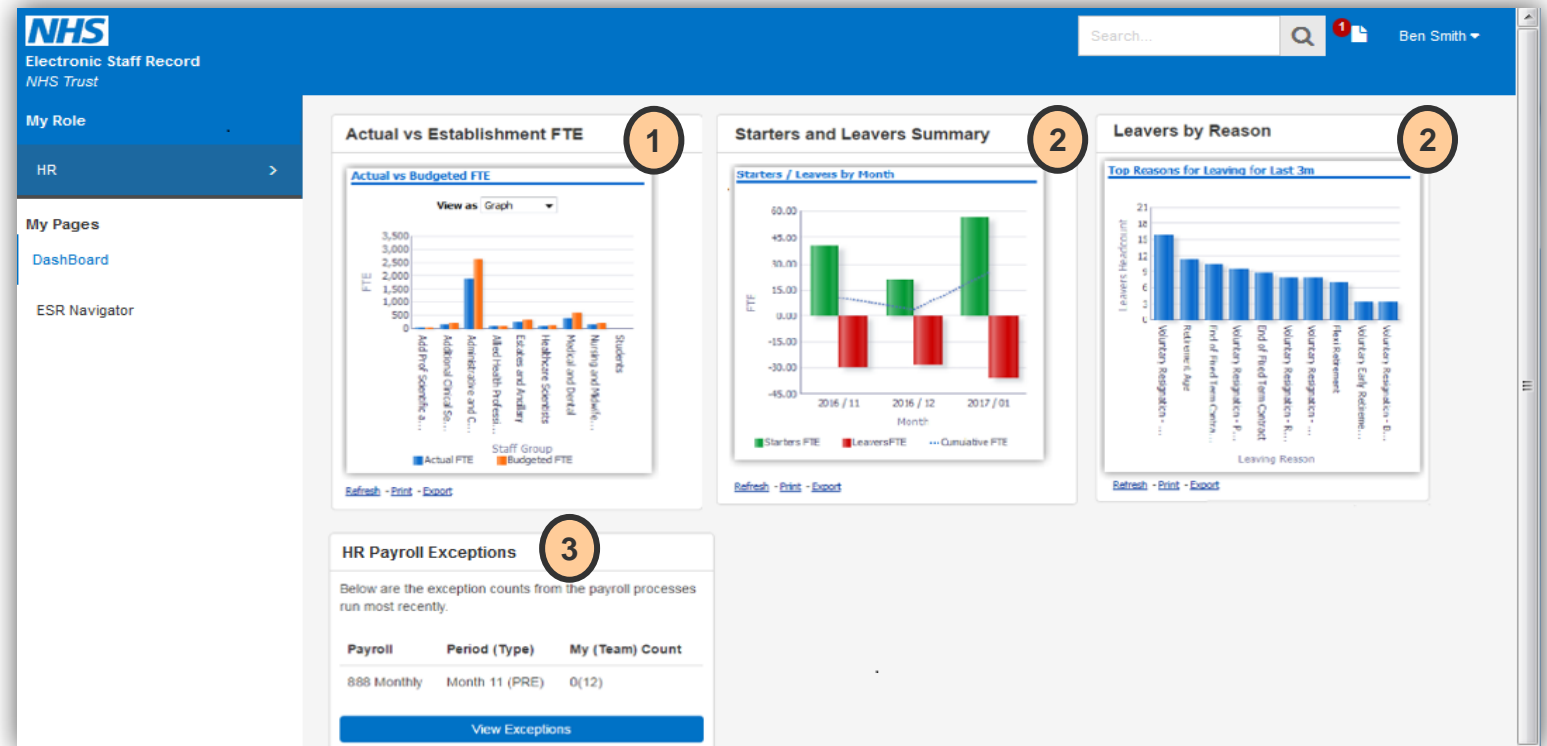 NHS
Electronic Staff Record
NHS Trust
Search...
1
Ben Smith
My Role
HR
My Pages
DashBoard
ESR Navigator
Actual vs Establishment FTE
1
Actual vs Budgeted FTE
View as Graph
3,500
3,000
2,500
2,000
1,500
1,000
500
0
FTE
Add Prof Scientific a...
Additional Clinical Se...
Administrative and C...
Allied Health Professi...
Estates and Ancillary
Healthcare Scientists
Medical and Dental
Nursing and Midwife...
Students
Staff Group
Actual FTE
Budgeted FTE
Refresh - Print - Export
Starters and Leavers Summary
2
Starters / Leavers by Month
60.00
45.00
30.00
15.00
0.00
-15.00
-30.00
-45.00
FTE
2016 / 11
2016 / 12
2017 / 01
Month
Starters FTE
LeaversFTE
Cumulative FTE
Refresh - Print - Export
Leavers by Reason
2
Top Reasons for Leaving for Last 3m
21
18
15
12
9
6
3
0
Leavers Headcount
Voluntary Resignation - ...
Retirement Age
End of Fixed Term Contra...
Voluntary Resignation - P...
End of Fixed Term Contract
Voluntary Resignation - R...
Voluntary Resignation - ...
Flexi Retirement
Voluntary Early Retireme...
Voluntary Resignation - D...
Leaving Reason
Refresh - Print - Export
HR Payroll Exceptions
3
Below are the exception counts from the payroll processes
run most recently.
Payroll Period (Type) My (Team) Count
888 Monthly Month 11 (PRE) 0(12)
View Exceptions